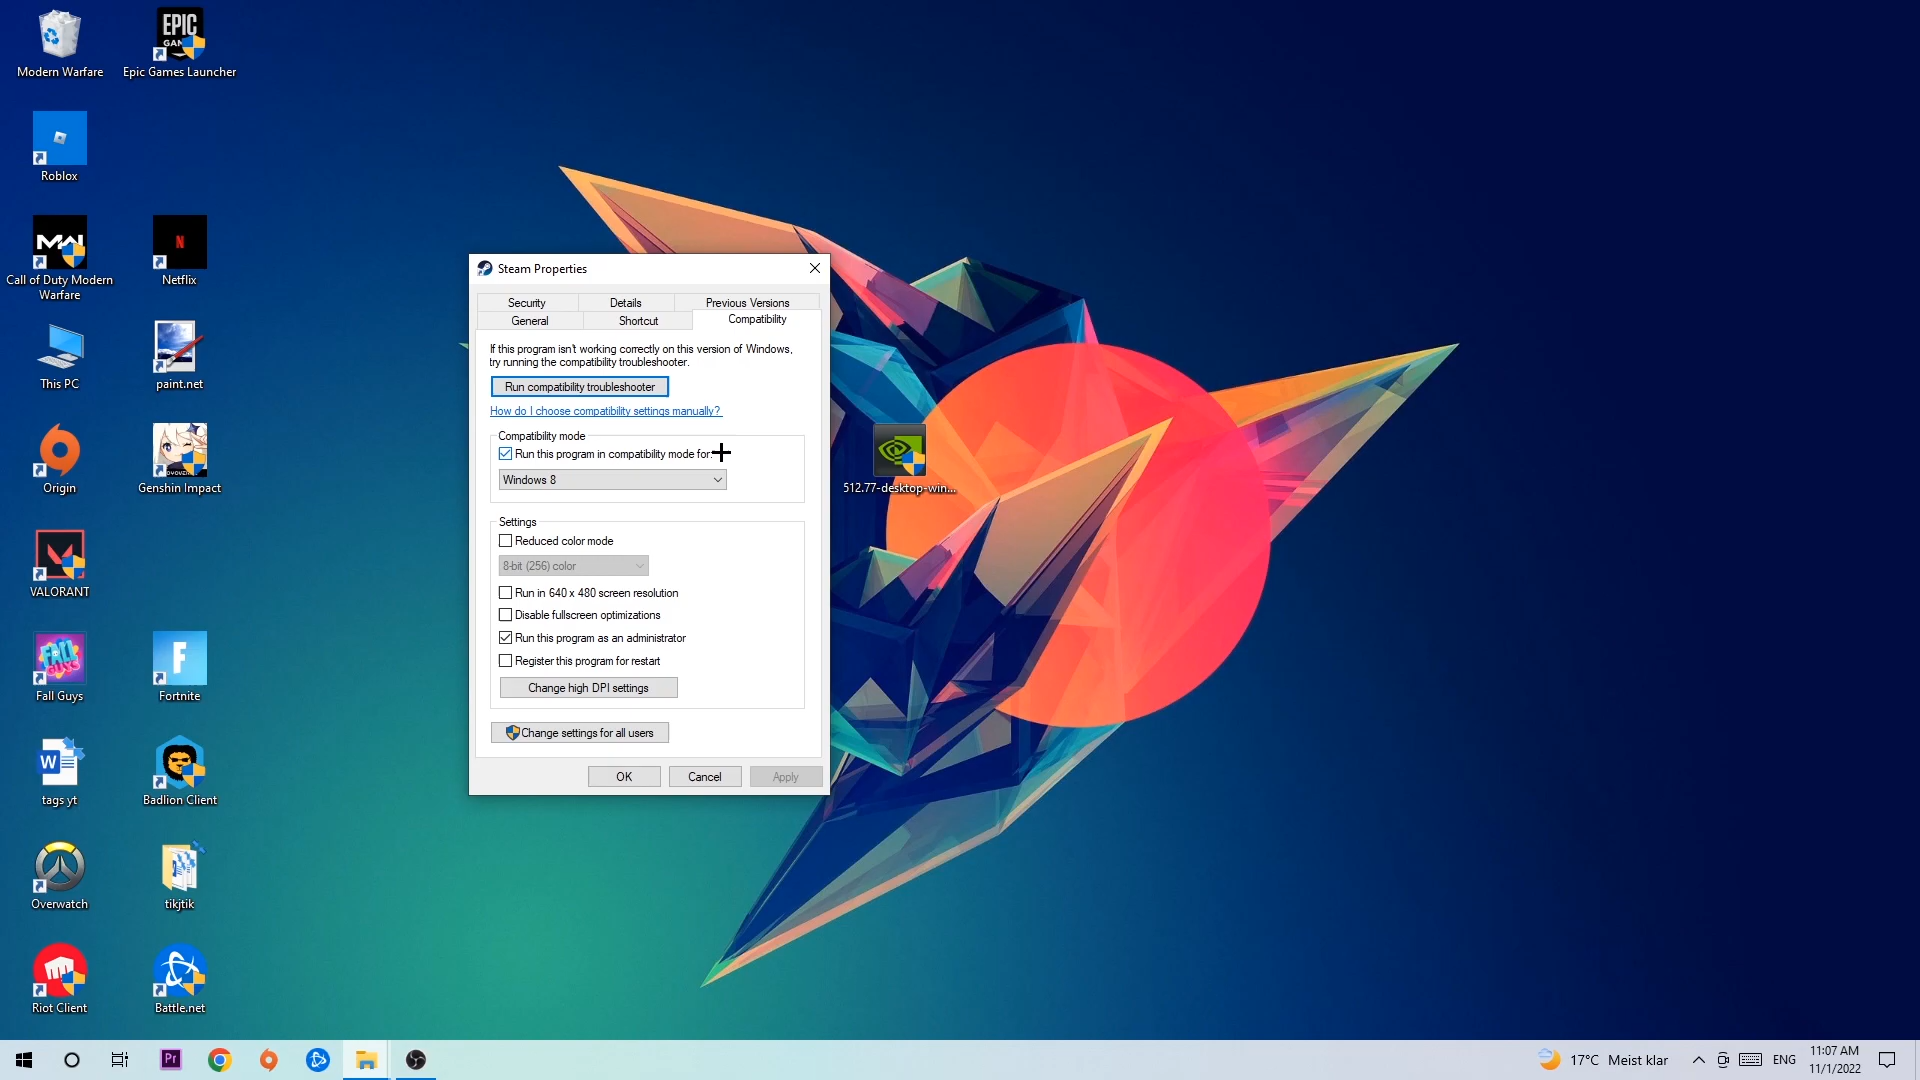 Modern Warfare
EPIC
GAMES
Epic Games Launcher
Roblox
MW
Call of Duty Modern
Warfare
N
Netflix
This PC
paint.net
Origin
Genshin Impact
VALORANT
Fall Guys
F
Fortnite
W
tags yt
Badlion Client
Overwatch
tikjtik
Riot Client
Battle.net
512.77-desktop-win...
Steam Properties
Security
Details
Previous Versions
General
Shortcut
Compatibility
If this program isn't working correctly on this version of Windows,
try running the compatibility troubleshooter.
Run compatibility troubleshooter
How do I choose compatibility settings manually?
Compatibility mode
Run this program in compatibility mode for:
Windows 8
Settings
Reduced color mode
8-bit (256) color
Run in 640 x 480 screen resolution
Disable fullscreen optimizations
Run this program as an administrator
Register this program for restart
Change high DPI settings
Change settings for all users
OK
Cancel
Apply
Pr
17°C Meist klar
ENG
11:07 AM
11/1/2022